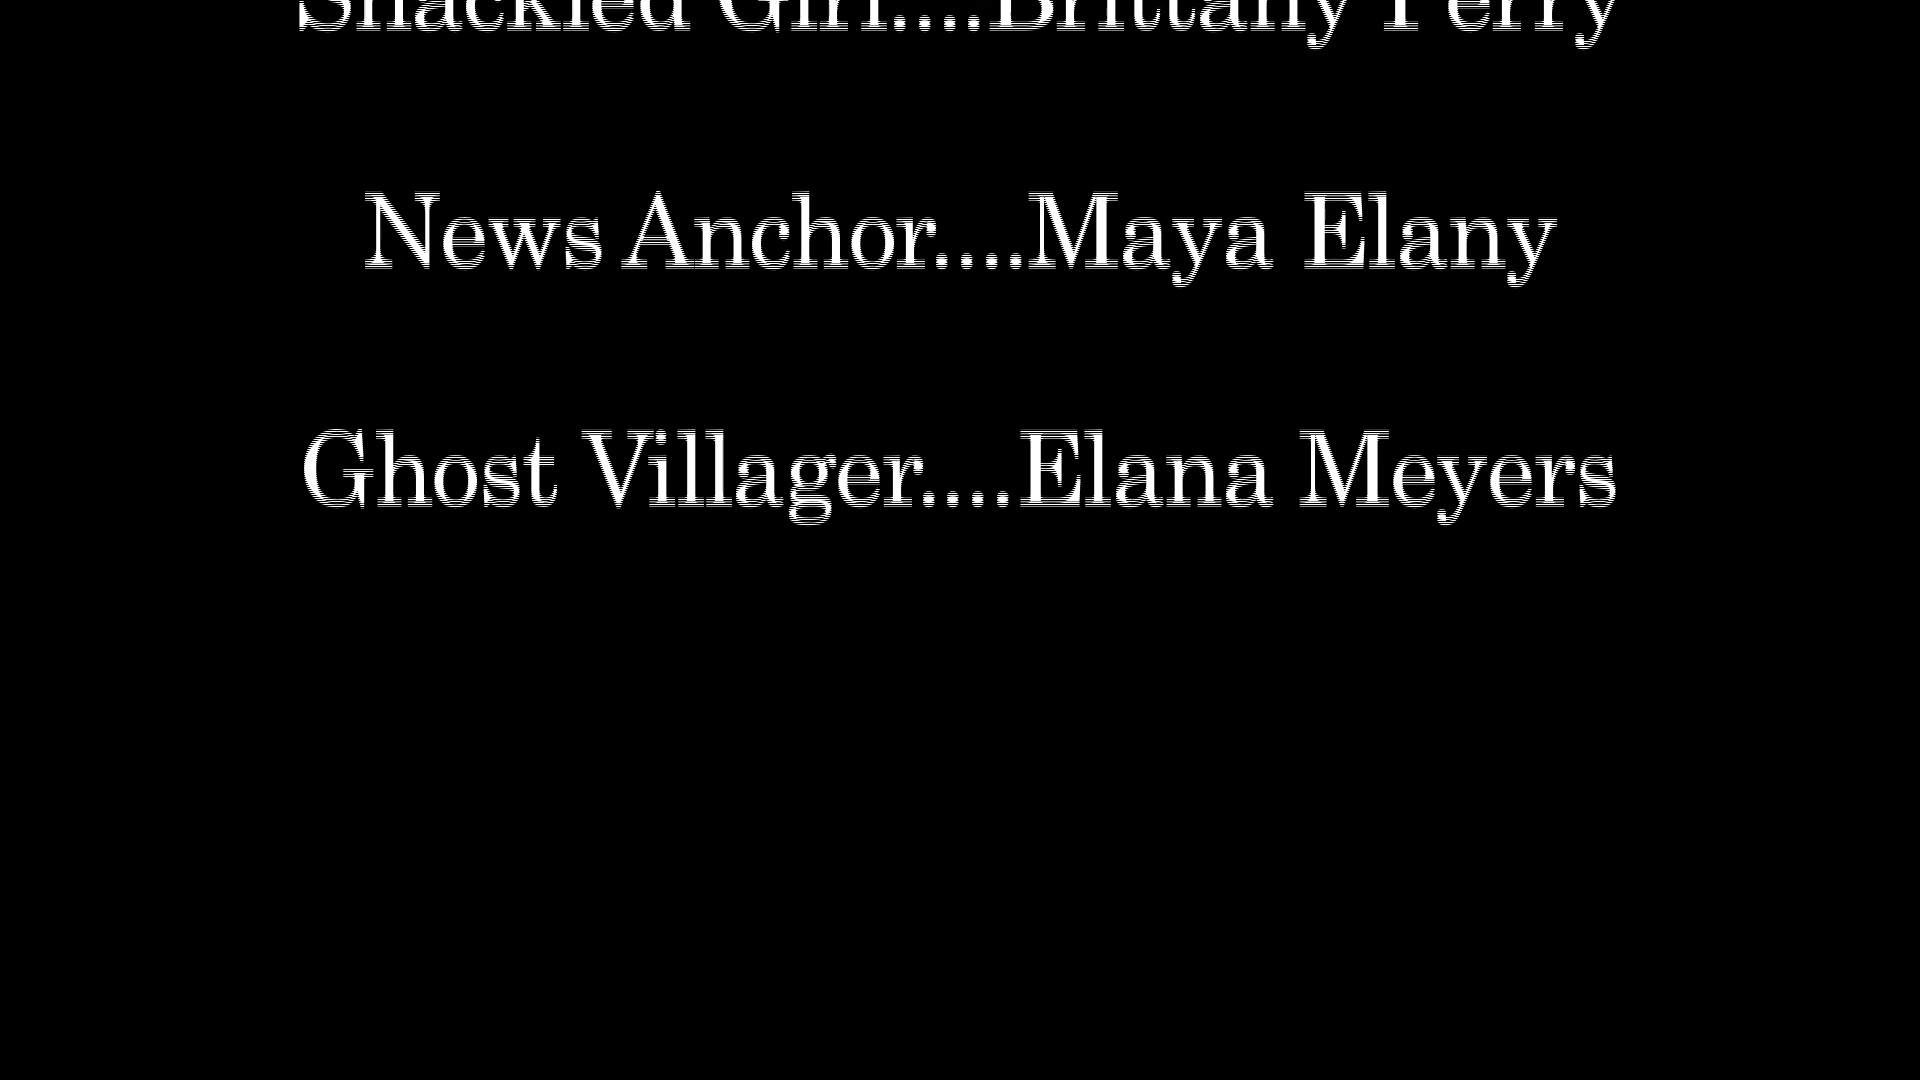 Shackled Girl....Brittany Perry
News Anchor....Maya Elany
Ghost Villager....Elana Meyers